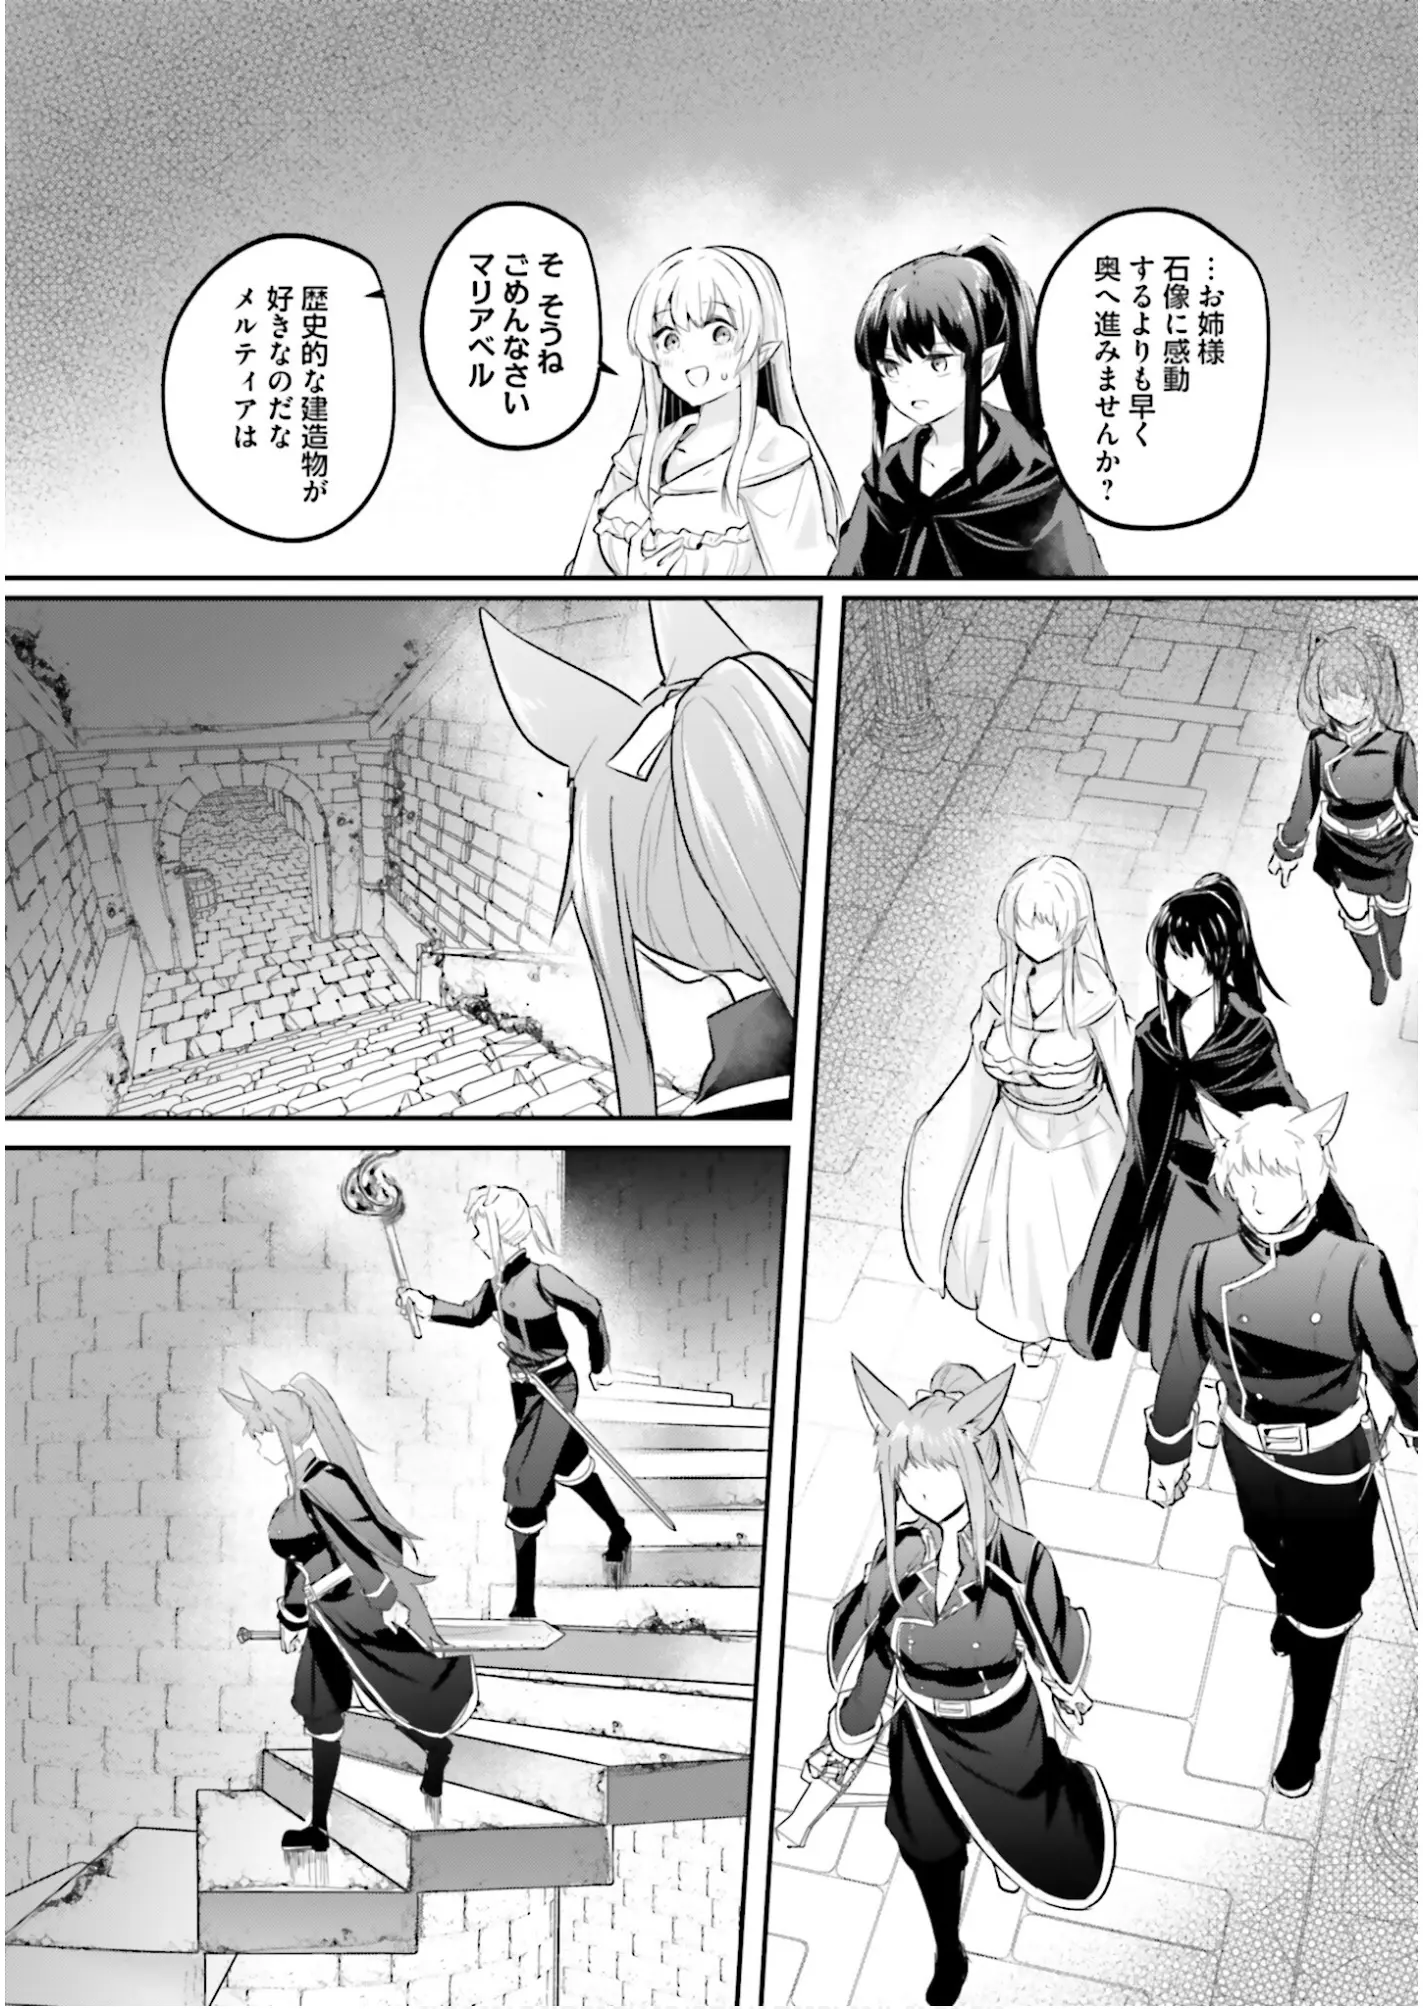 …お姉様
石像に感動
するよりも早く
奥へ進みませんか?
そ そうね
ごめんなさい
マリアベル
歴史的な建造物が
好きなのだな
メルティアは